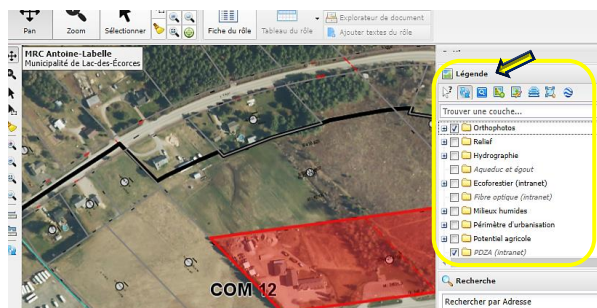 Pan Zoom Sélectionner Fiche du rôle Tableau du rôle Explorateur de document
Ajouter textes du rôle
MRC Antoine-Labelle
Municipalité de Lac-des-Écorces
Légende
Trouver une couche...
Orthophotos
Relief
Hydrographie
Aqueduc et égout
Ecoforestier (intranet)
Fibre optique (intranet)
Milieux humides
Périmètre d'urbanisation
Potentiel agricole
PDZA (intranet)
COM 12
Recherche
Rechercher par Adresse